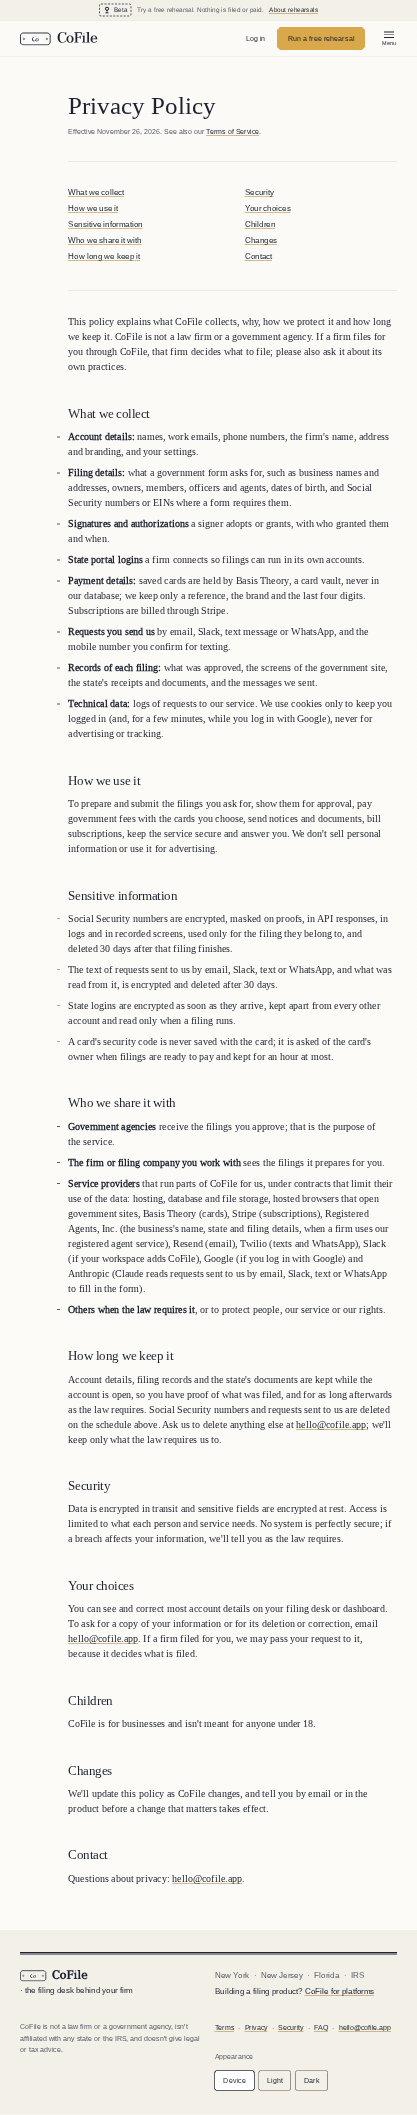 Beta Try a free rehearsal. Nothing is filed or paid. About rehearsals
Co CoFile Log in Run a free rehearsal Menu
Privacy Policy
Effective November 26, 2026. See also our Terms of Service.
What we collect
How we use it
Sensitive information
Who we share it with
How long we keep it
Security
Your choices
Children
Changes
Contact
This policy explains what CoFile collects, why, how we protect it and how long
we keep it. CoFile is not a law firm or a government agency. If a firm files for
you through CoFile, that firm decides what to file; please also ask it about its
own practices.
What we collect
- Account details: names, work emails, phone numbers, the firm's name, address
and branding, and your settings.
- Filing details: what a government form asks for, such as business names and
addresses, owners, members, officers and agents, dates of birth, and Social
Security numbers or EINs where a form requires them.
- Signatures and authorizations a signer adopts or grants, with who granted them
and when.
- State portal logins a firm connects so filings can run in its own accounts.
- Payment details: saved cards are held by Basis Theory, a card vault, never in
our database; we keep only a reference, the brand and the last four digits.
Subscriptions are billed through Stripe.
- Requests you send us by email, Slack, text message or WhatsApp, and the
mobile number you confirm for texting.
- Records of each filing: what was approved, the screens of the government site,
the state's receipts and documents, and the messages we sent.
- Technical data: logs of requests to our service. We use cookies only to keep you
logged in (and, for a few minutes, while you log in with Google), never for
advertising or tracking.
How we use it
To prepare and submit the filings you ask for, show them for approval, pay
government fees with the cards you choose, send notices and documents, bill
subscriptions, keep the service secure and answer you. We don't sell personal
information or use it for advertising.
Sensitive information
- Social Security numbers are encrypted, masked on proofs, in API responses, in
logs and in recorded screens, used only for the filing they belong to, and
deleted 30 days after that filing finishes.
- The text of requests sent to us by email, Slack, text or WhatsApp, and what was
read from it, is encrypted and deleted after 30 days.
- State logins are encrypted as soon as they arrive, kept apart from every other
account and read only when a filing runs.
- A card's security code is never saved with the card; it is asked of the card's
owner when filings are ready to pay and kept for an hour at most.
Who we share it with
- Government agencies receive the filings you approve; that is the purpose of
the service.
- The firm or filing company you work with sees the filings it prepares for you.
- Service providers that run parts of CoFile for us, under contracts that limit their
use of the data: hosting, database and file storage, hosted browsers that open
government sites, Basis Theory (cards), Stripe (subscriptions), Registered
Agents, Inc. (the business's name, state and filing details, when a firm uses our
registered agent service), Resend (email), Twilio (texts and WhatsApp), Slack
(if your workspace adds CoFile), Google (if you log in with Google) and
Anthropic (Claude reads requests sent to us by email, Slack, text or WhatsApp
to fill in the form).
- Others when the law requires it, or to protect people, our service or our rights.
How long we keep it
Account details, filing records and the state's documents are kept while the
account is open, so you have proof of what was filed, and for as long afterwards
as the law requires. Social Security numbers and requests sent to us are deleted
on the schedule above. Ask us to delete anything else at hello@cofile.app; we'll
keep only what the law requires us to.
Security
Data is encrypted in transit and sensitive fields are encrypted at rest. Access is
limited to what each person and service needs. No system is perfectly secure; if
a breach affects your information, we'll tell you as the law requires.
Your choices
You can see and correct most account details on your filing desk or dashboard.
To ask for a copy of your information or for its deletion or correction, email
hello@cofile.app. If a firm filed for you, we may pass your request to it,
because it decides what is filed.
Children
CoFile is for businesses and isn't meant for anyone under 18.
Changes
We'll update this policy as CoFile changes, and tell you by email or in the
product before a change that matters takes effect.
Contact
Questions about privacy: hello@cofile.app.
Co CoFile
· the filing desk behind your firm
New York · New Jersey · Florida · IRS
Building a filing product? CoFile for platforms
CoFile is not a law firm or a government agency, isn't
affiliated with any state or the IRS, and doesn't give legal
or tax advice.
Terms · Privacy · Security · FAQ · hello@cofile.app
Appearance
Device Light Dark